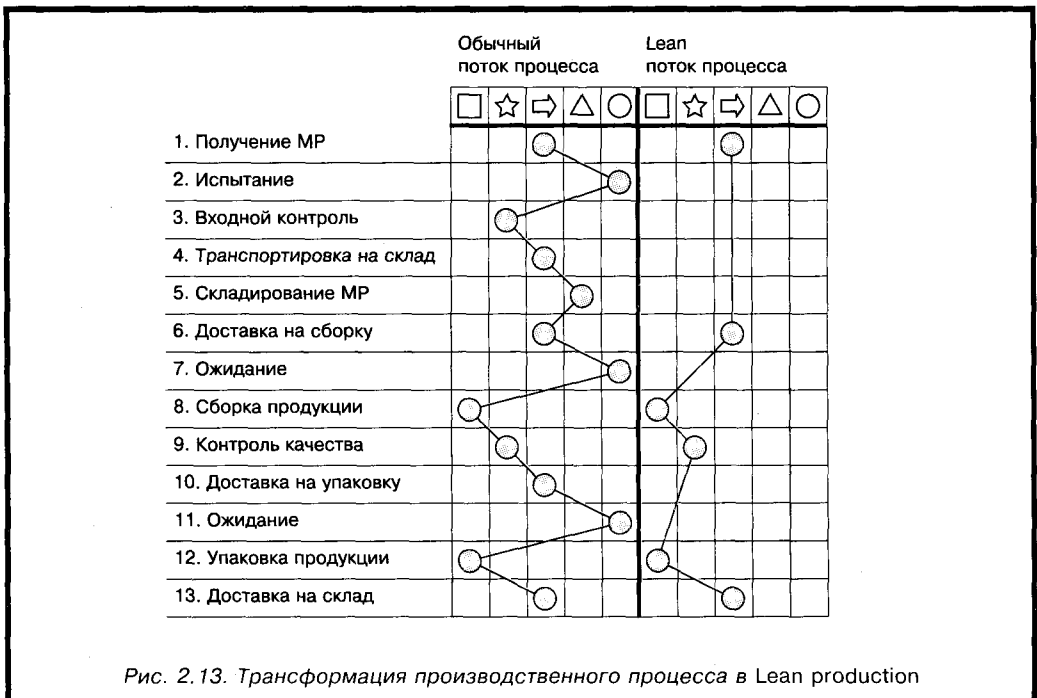 Обычный
поток процесса
Lean
поток процесса
1. Получение МР
2. Испытание
3. Входной контроль
4. Транспортировка на склад
5. Складирование МР
6. Доставка на сборку
7. Ожидание
8. Сборка продукции
9. Контроль качества
10. Доставка на упаковку
11. Ожидание
12. Упаковка продукции
13. Доставка на склад
Рис. 2.13. Трансформация производственного процесса в Lean production